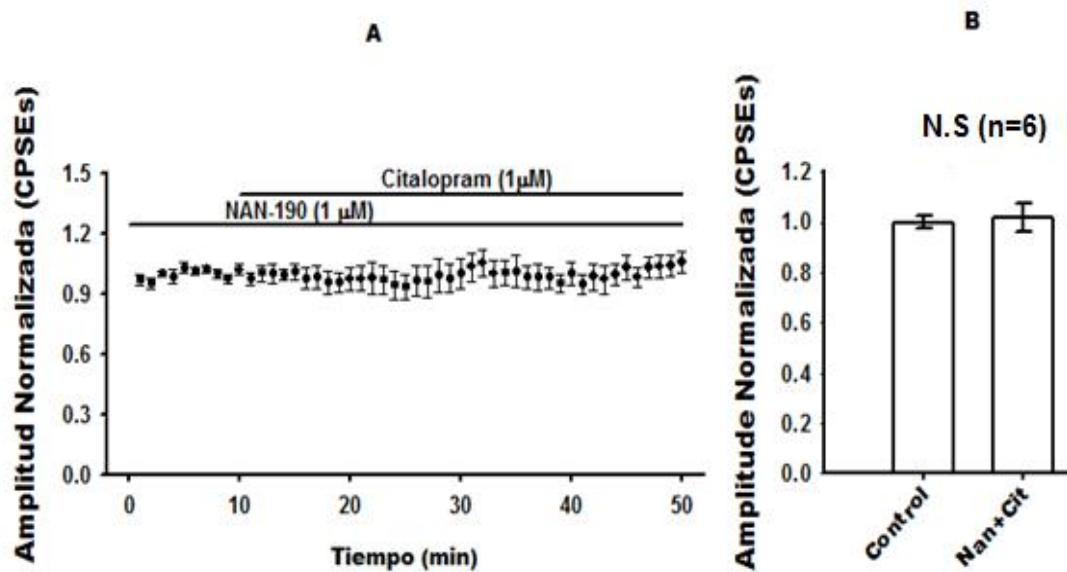 A
Amplitud Normalizada (CPSEs)
1.5
1.2
0.9
0.6
0.3
0.0
Citalopram (1μM)
NAN-190 (1 μM)
0
10
20
30
40
50
Tiempo (min)
B
N.S (n=6)
Amplitude Normalizada (CPSEs)
1.2
1.0
0.8
0.6
0.4
0.2
0.0
Control
Nan+Cit